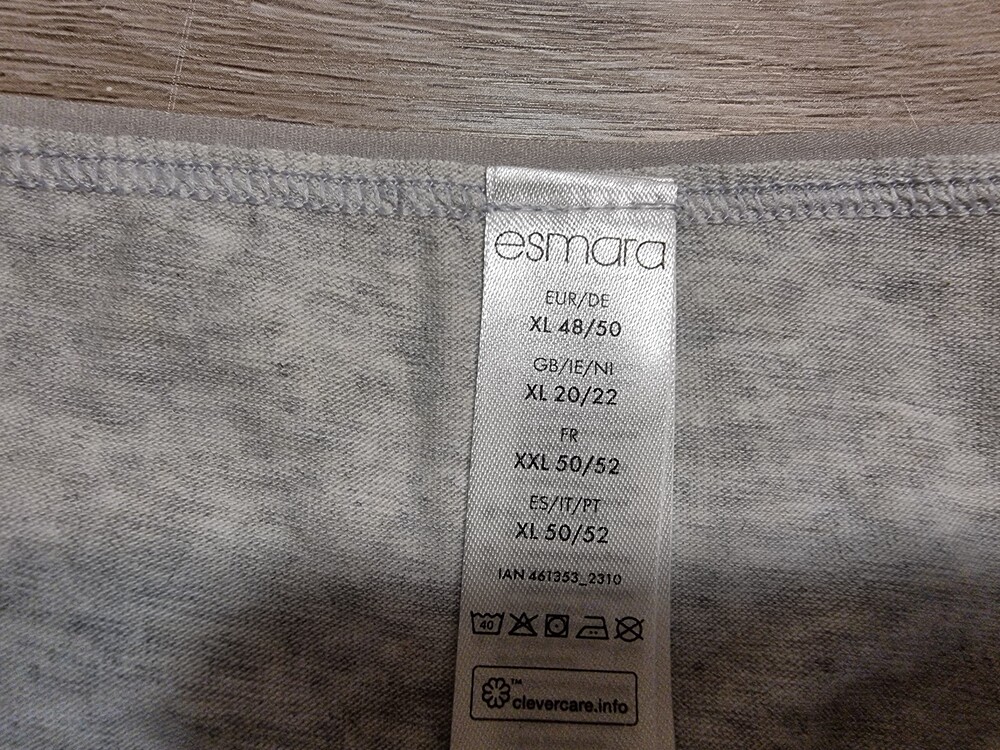 esmara
EUR/DE
XL 48/50
GB/IE/NI
XL 20/22
FR
XXL 50/52
ES/IT/PT
XL 50/52
IAN 461353_2310
40
™
clevercare.info